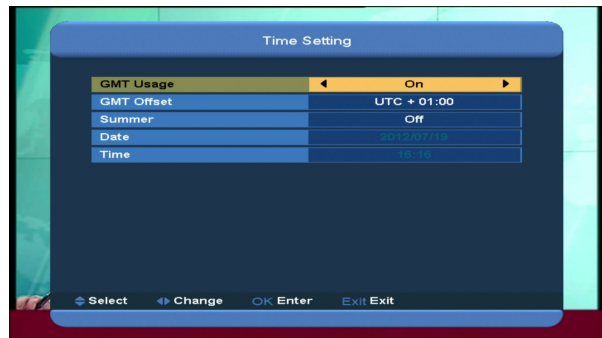 Time Setting
GMT Usage On
GMT Offset UTC + 01:00
Summer Off
Date 2012/07/19
Time 16:16
Select Change OK Enter Exit Exit